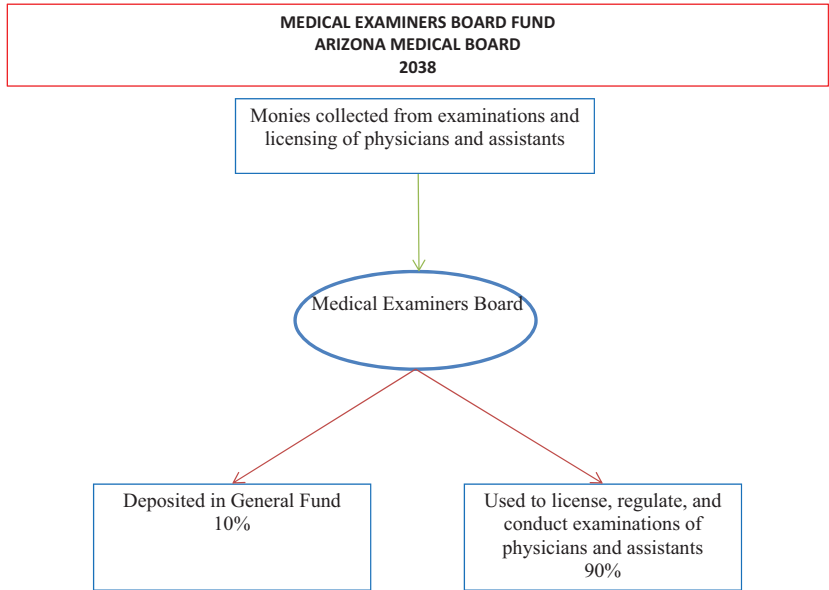 MEDICAL EXAMINERS BOARD FUND
ARIZONA MEDICAL BOARD
2038
Monies collected from examinations and
licensing of physicians and assistants
Medical Examiners Board
Deposited in General Fund
10%
Used to license, regulate, and
conduct examinations of
physicians and assistants
90%